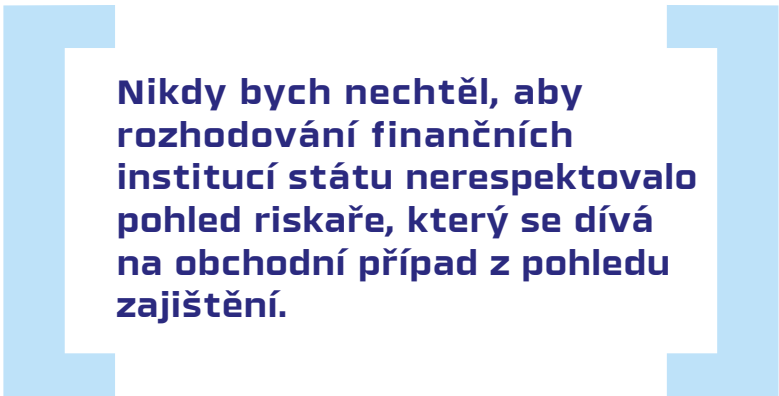 Nikdy bych nechtěl, aby
rozhodování finančních
institucí státu nerespektovalo
pohled riskaře, který se dívá
na obchodní případ z pohledu
zajištění.